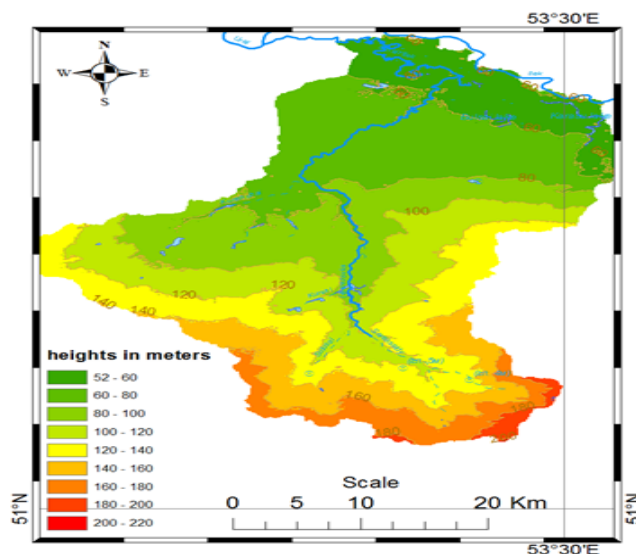 53°30'E
N
W E
S
60
80
100
120
120
140
140
160
180
heights in meters
52 - 60
60 - 80
80 - 100
100 - 120
120 - 140
140 - 160
160 - 180
180 - 200
200 - 220
Scale
0 5 10 20 Km
51°N
51°N
53°30'E